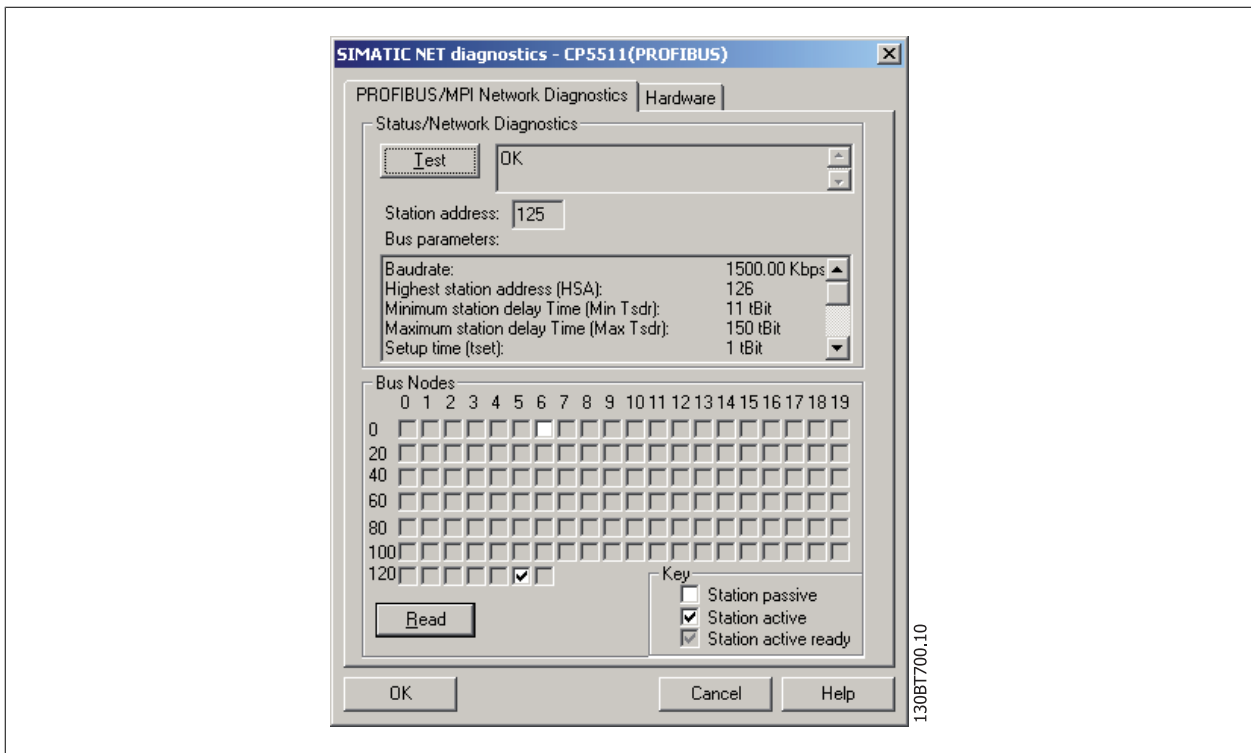 SIMATIC NET diagnostics - CP5511(PROFIBUS)
PROFIBUS/MPI Network Diagnostics
Hardware
Status/Network Diagnostics
Test
OK
Station address: 125
Bus parameters:
Baudrate: 1500.00 Kbps
Highest station address (HSA): 126
Minimum station delay Time (Min Tsdr): 11 tBit
Maximum station delay Time (Max Tsdr): 150 tBit
Setup time (tset): 1 tBit
Bus Nodes
0 1 2 3 4 5 6 7 8 9 10 11 12 13 14 15 16 17 18 19
0
20
40
60
80
100
120
Key
Station passive
Station active
Station active ready
Read
OK
Cancel
Help
130BT700.10